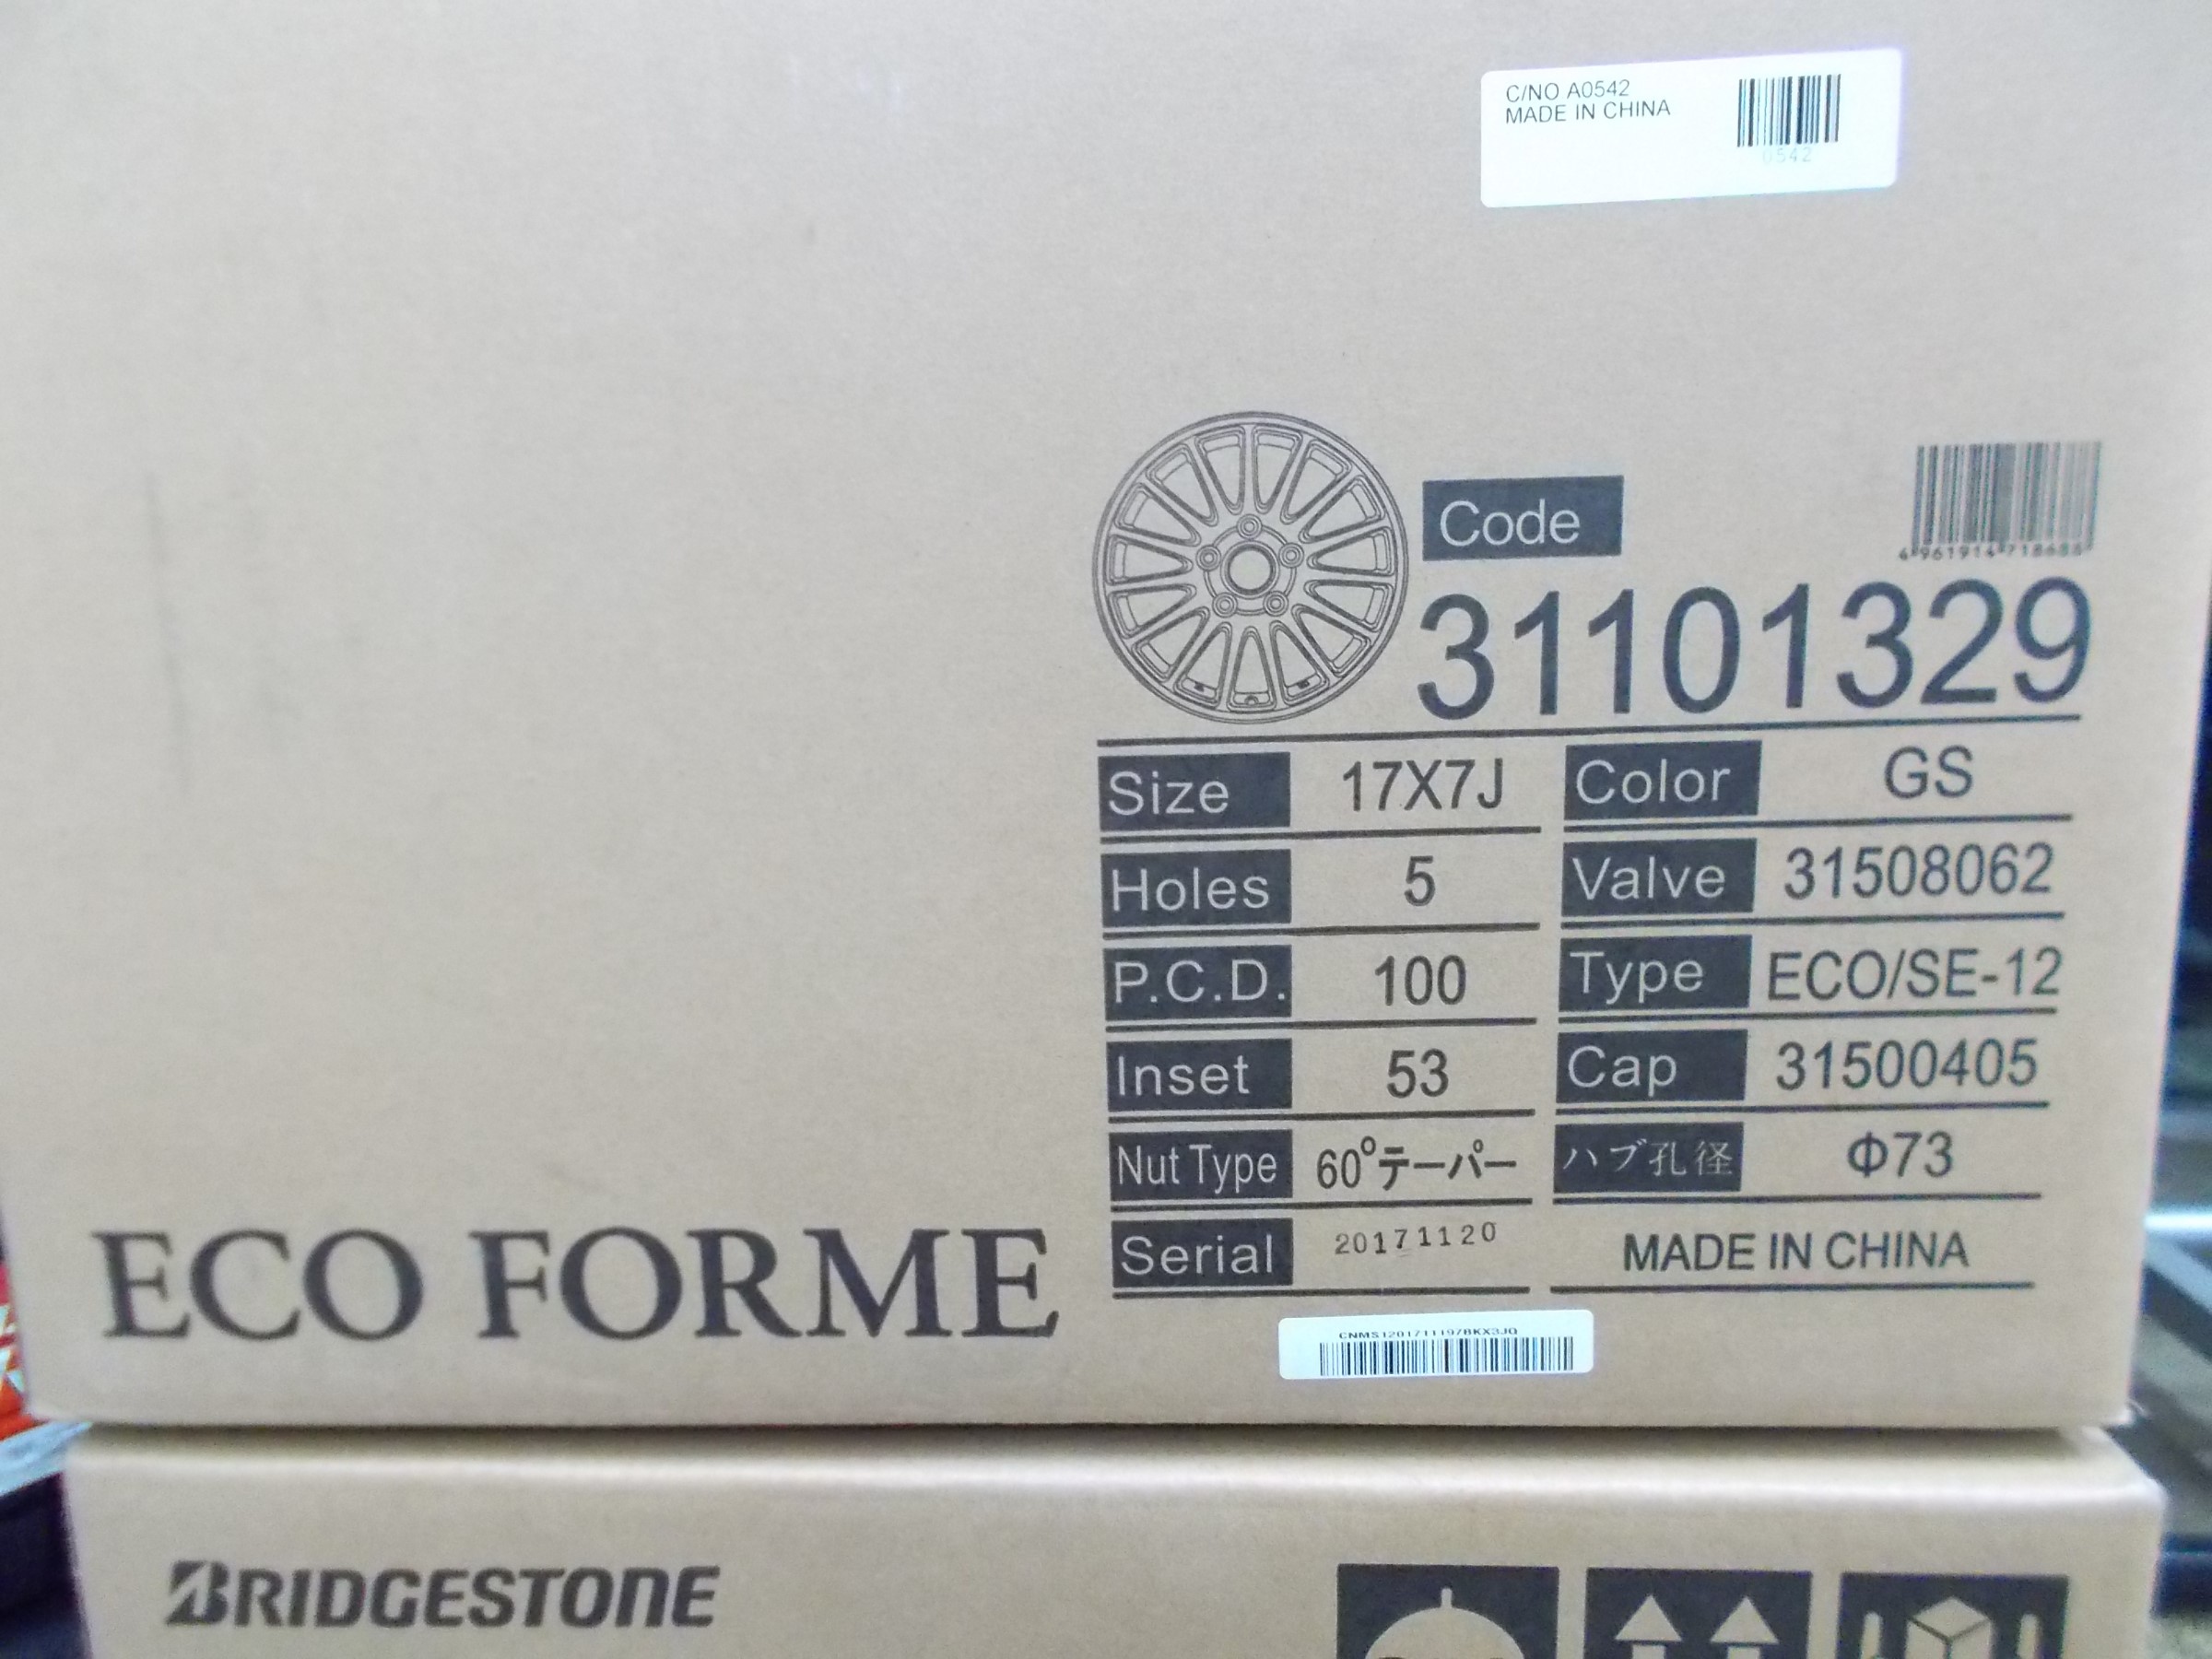 C/NO A0542
MADE IN CHINA
0542
Code
31101329
Size 17X7J Color GS
Holes 5 Valve 31508062
P.C.D. 100 Type ECO/SE-12
Inset 53 Cap 31500405
Nut Type 60°テーパー ハブ孔径 Φ73
Serial 20171120 MADE IN CHINA
ECO FORME
BRIDGESTONE